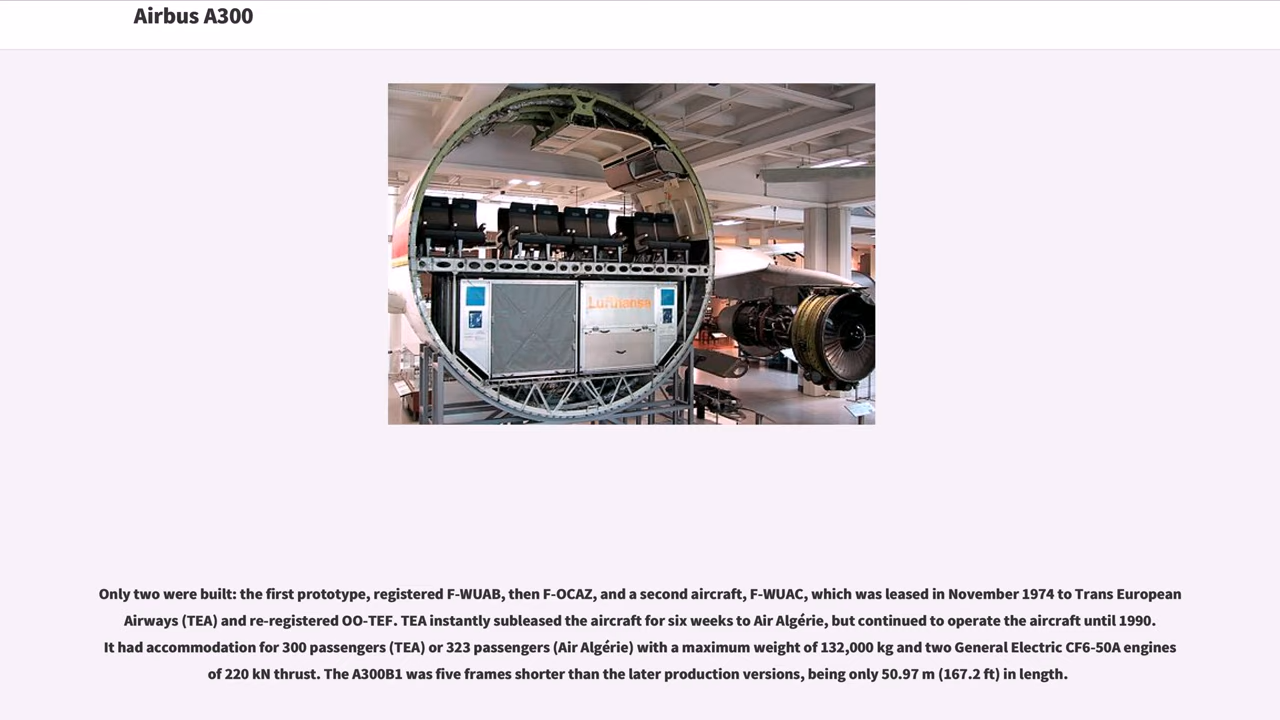 Airbus A300
Lufthansa
Only two were built: the first prototype, registered F-WUAB, then F-OCAZ, and a second aircraft, F-WUAC, which was leased in November 1974 to Trans European
Airways (TEA) and re-registered OO-TEF. TEA instantly subleased the aircraft for six weeks to Air Algérie, but continued to operate the aircraft until 1990.
It had accommodation for 300 passengers (TEA) or 323 passengers (Air Algérie) with a maximum weight of 132,000 kg and two General Electric CF6-50A engines
of 220 kN thrust. The A300B1 was five frames shorter than the later production versions, being only 50.97 m (167.2 ft) in length.